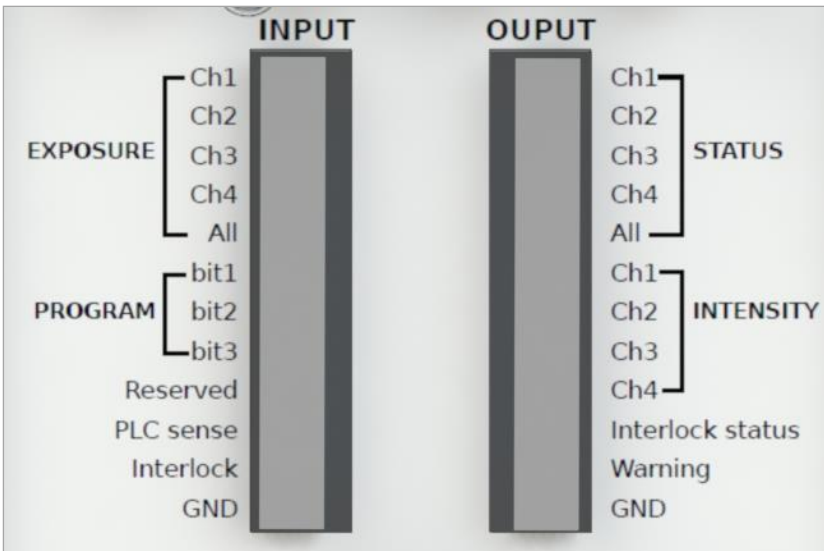 INPUT
EXPOSURE
Ch1
Ch2
Ch3
Ch4
All
PROGRAM
bit1
bit2
bit3
Reserved
PLC sense
Interlock
GND
OUPUT
Ch1
Ch2
Ch3
Ch4
All
STATUS
Ch1
Ch2
Ch3
Ch4
INTENSITY
Interlock status
Warning
GND